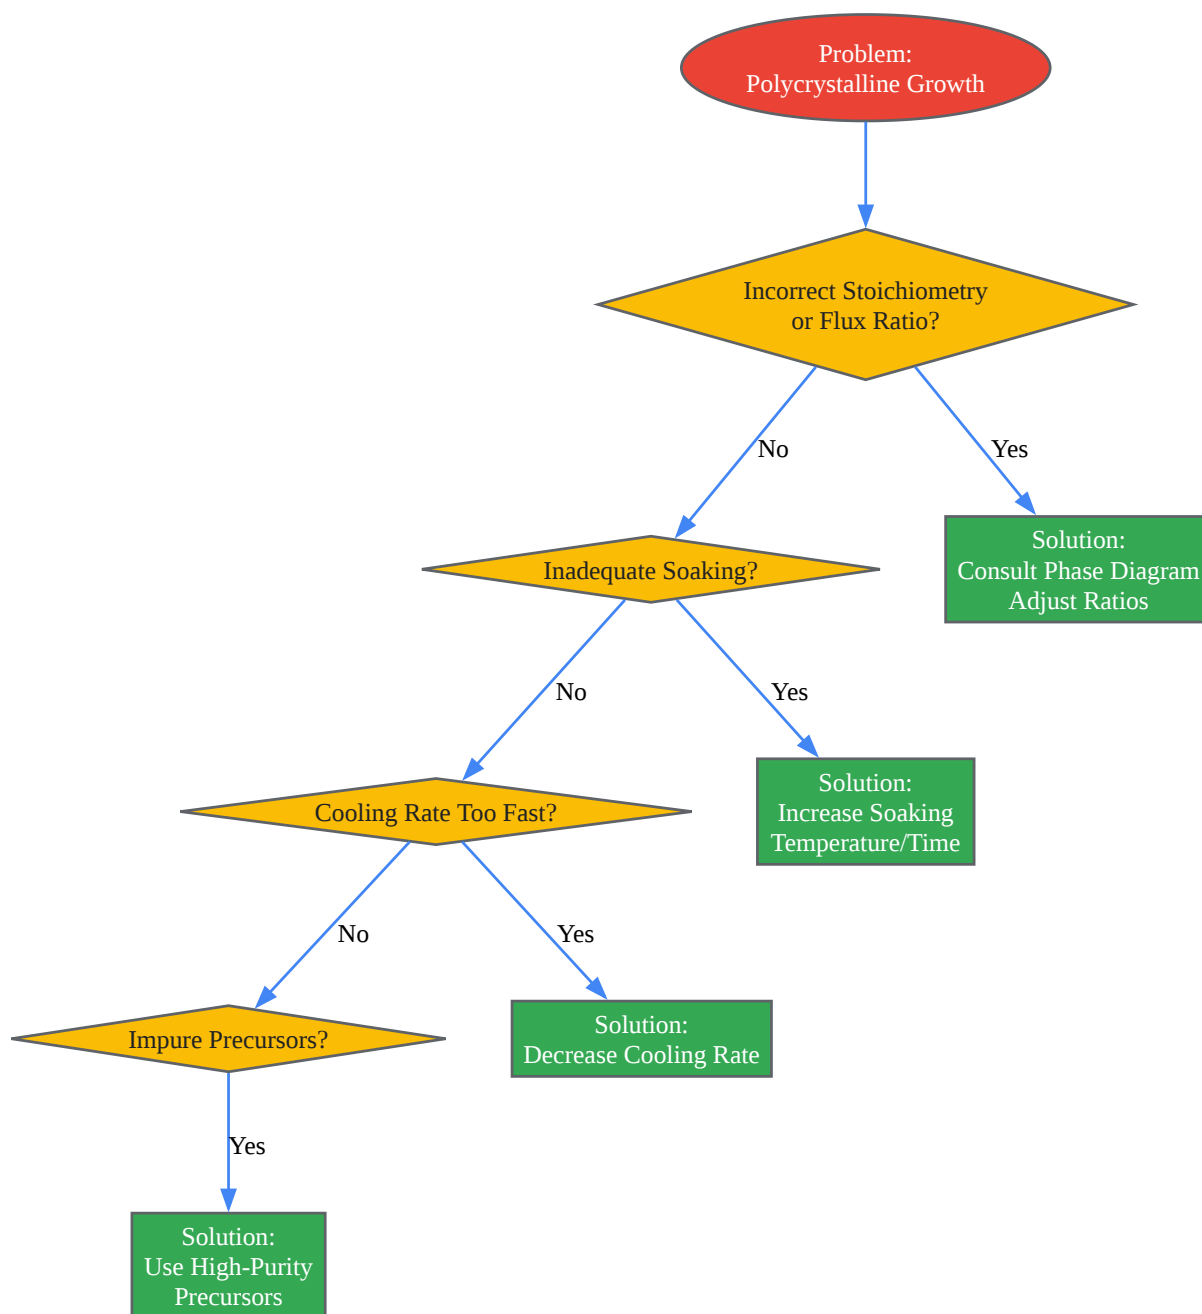 Problem:
Polycrystalline Growth
Incorrect Stoichiometry
or Flux Ratio?
No
Yes
Solution:
Consult Phase Diagram
Adjust Ratios
Inadequate Soaking?
No
Yes
Solution:
Increase Soaking
Temperature/Time
Cooling Rate Too Fast?
No
Yes
Solution:
Decrease Cooling Rate
Impure Precursors?
Yes
Solution:
Use High-Purity
Precursors